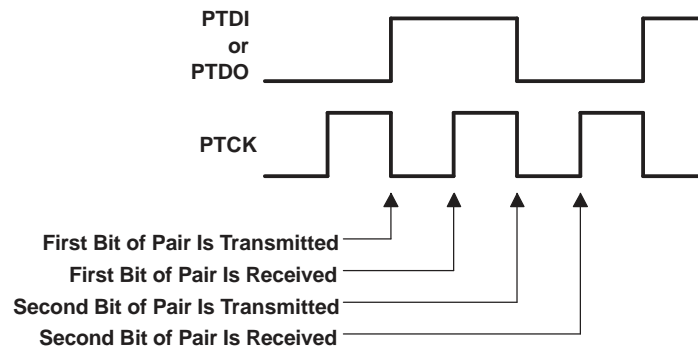 PTDI
or
PTDO
PTCK
First Bit of Pair Is Transmitted
First Bit of Pair Is Received
Second Bit of Pair Is Transmitted
Second Bit of Pair Is Received